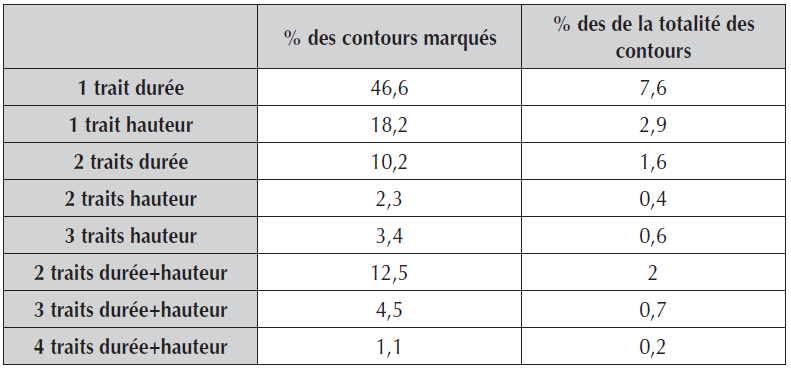 % des contours marqués
% des de la totalité des
contours
1 trait durée 46,6 7,6
1 trait hauteur 18,2 2,9
2 traits durée 10,2 1,6
2 traits hauteur 2,3 0,4
3 traits hauteur 3,4 0,6
2 traits durée+hauteur 12,5 2
3 traits durée+hauteur 4,5 0,7
4 traits durée+hauteur 1,1 0,2